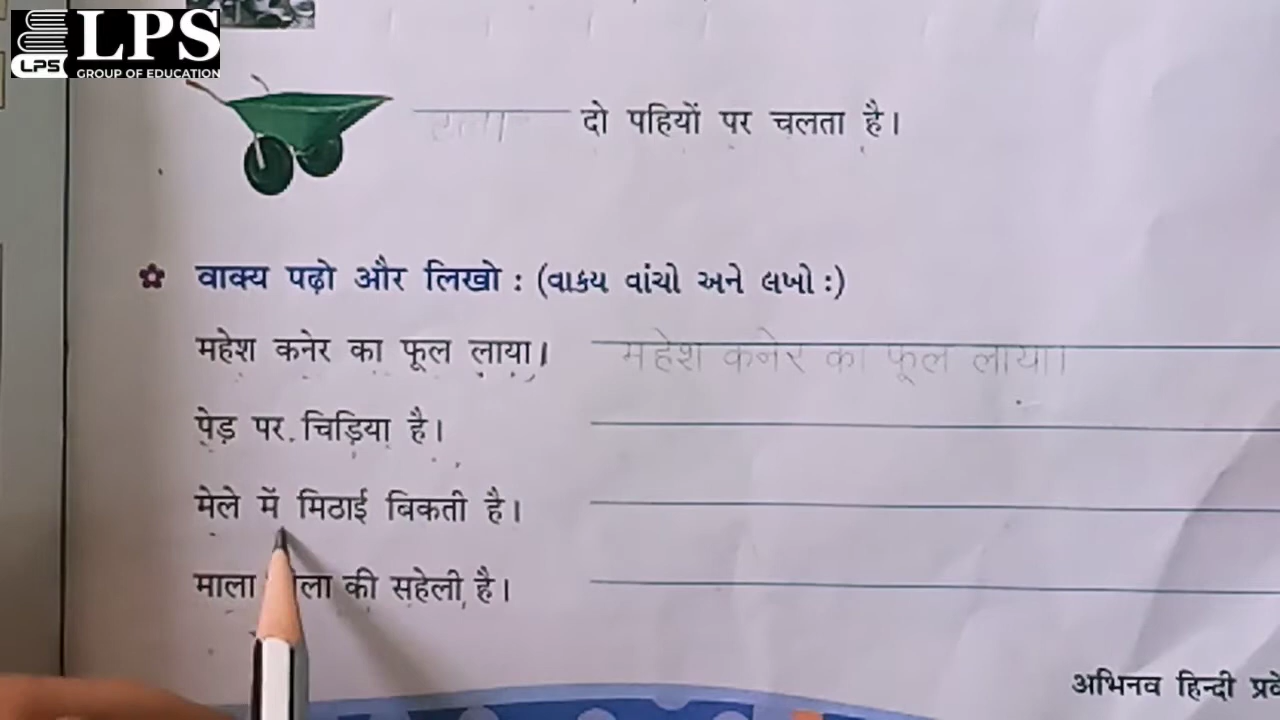 LPS
LPS
GROUP OF EDUCATION
दो पहियों पर चलता है।
वाक्य पढ़ो और लिखो : (વાક્ય વાંચો અને લખો :)
महेश कनेर का फूल लाया। महेश कनेर का फूल लाया।
पेड़ पर चिड़िया है।
मेले में मिठाई बिकती है।
माला की सहेली है।
अभिनव हिन्दी